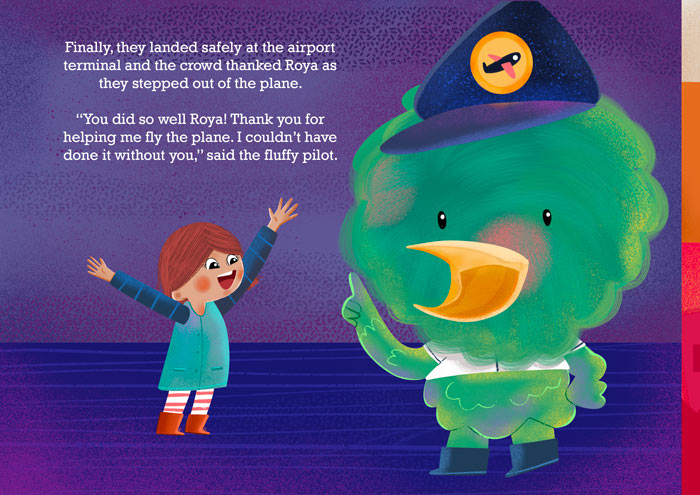 Finally, they landed safely at the airport
terminal and the crowd thanked Roya as
they stepped out of the plane.
“You did so well Roya! Thank you for
helping me fly the plane. I couldn’t have
done it without you,” said the fluffy pilot.